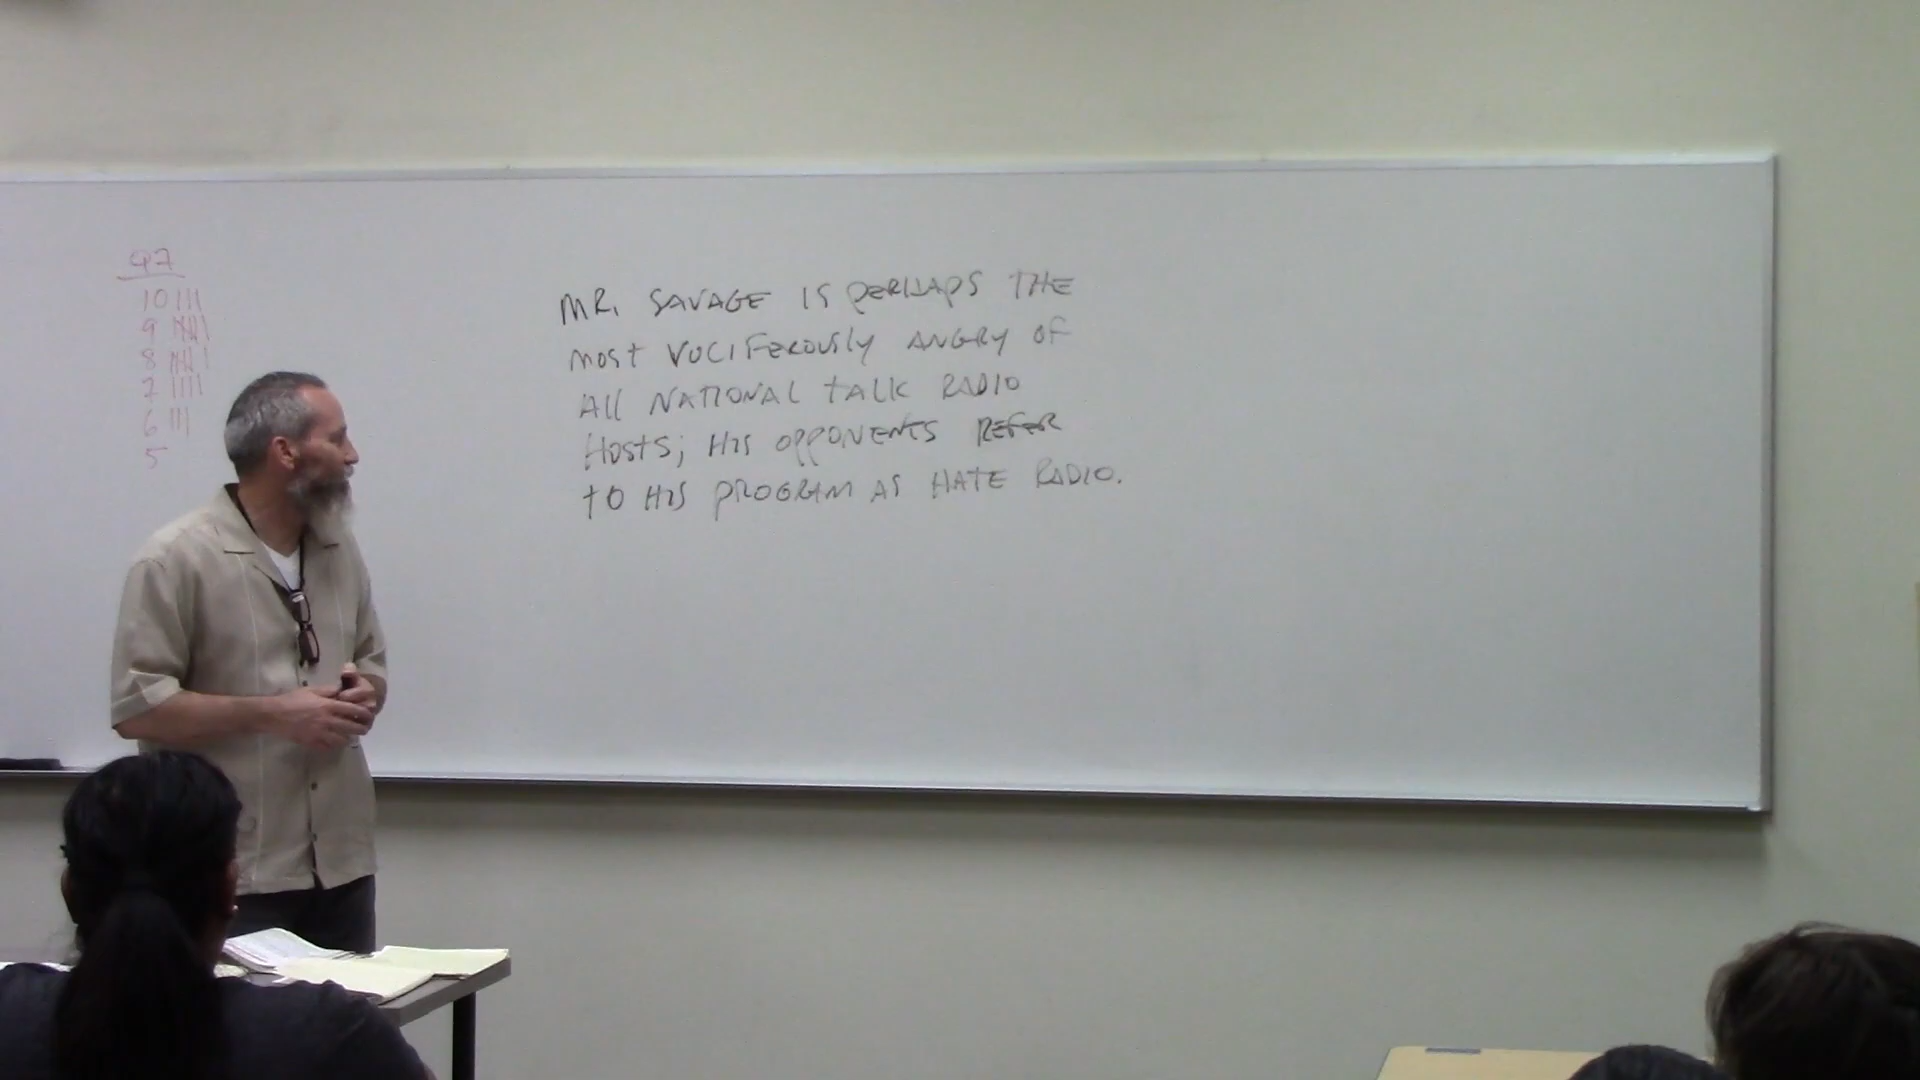 Q7
10 |||
9
8
7 ||||
6 |||
5
MR. SAVAGE IS PERHAPS THE
MOST VOCIFEROUSLY ANGRY OF
ALL NATIONAL TALK RADIO
HOSTS; HIS OPPONENTS REFER
TO HIS PROGRAM AS HATE RADIO.